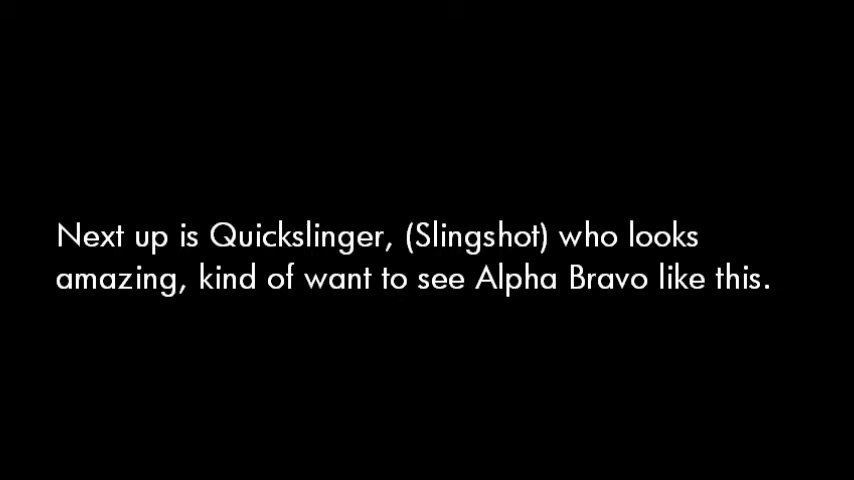 Next up is Quickslinger, (Slingshot) who looks
amazing, kind of want to see Alpha Bravo like this.